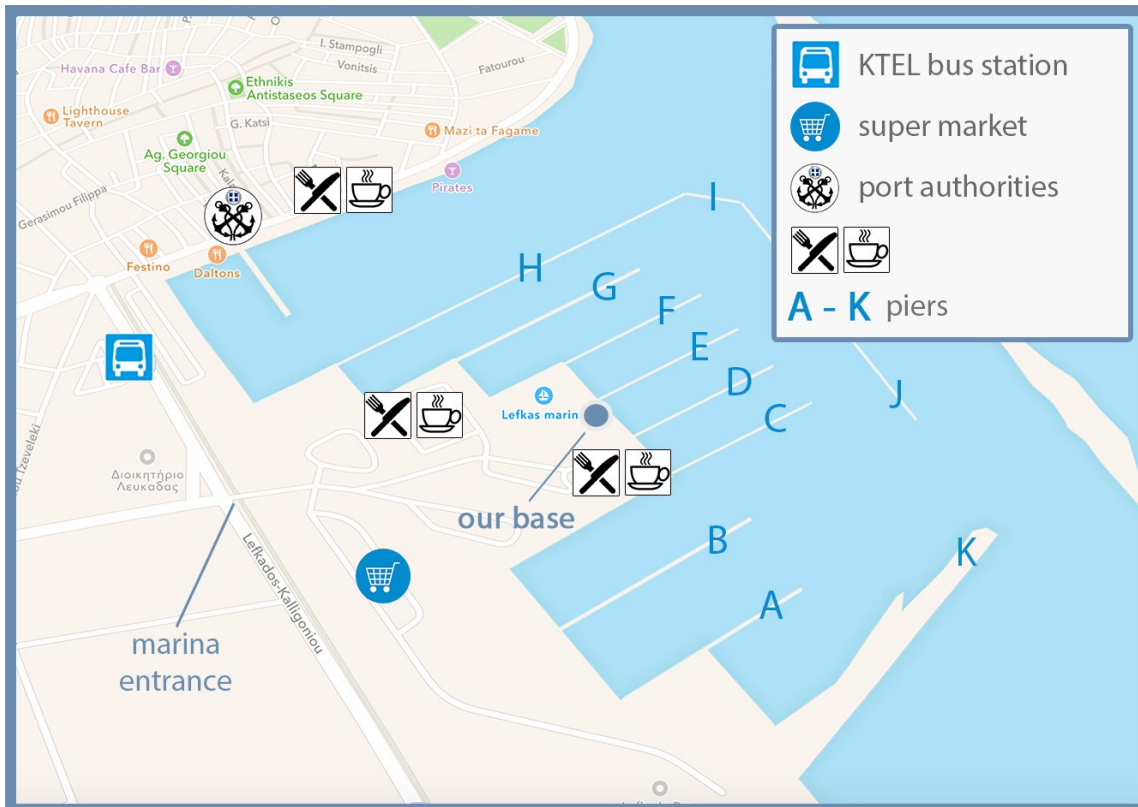 I. Stampogli
Vonitsis
Fatourou
Havana Cafe Bar
Ethnikis
Antistaseos Square
Lighthouse
Tavern
G. Katsi
Mazi ta Fagame
Ag. Georgiou
Square
Pirates
Gerasimou Filippa
Festino
Daltons
KTEL bus station
super market
port authorities
A - K piers
I
H
G
F
E
D
C
J
Lefkas marin
our base
Διοικητήριο
Λευκάδας
B
K
A
Lefkados-Kalligoniou
marina
entrance